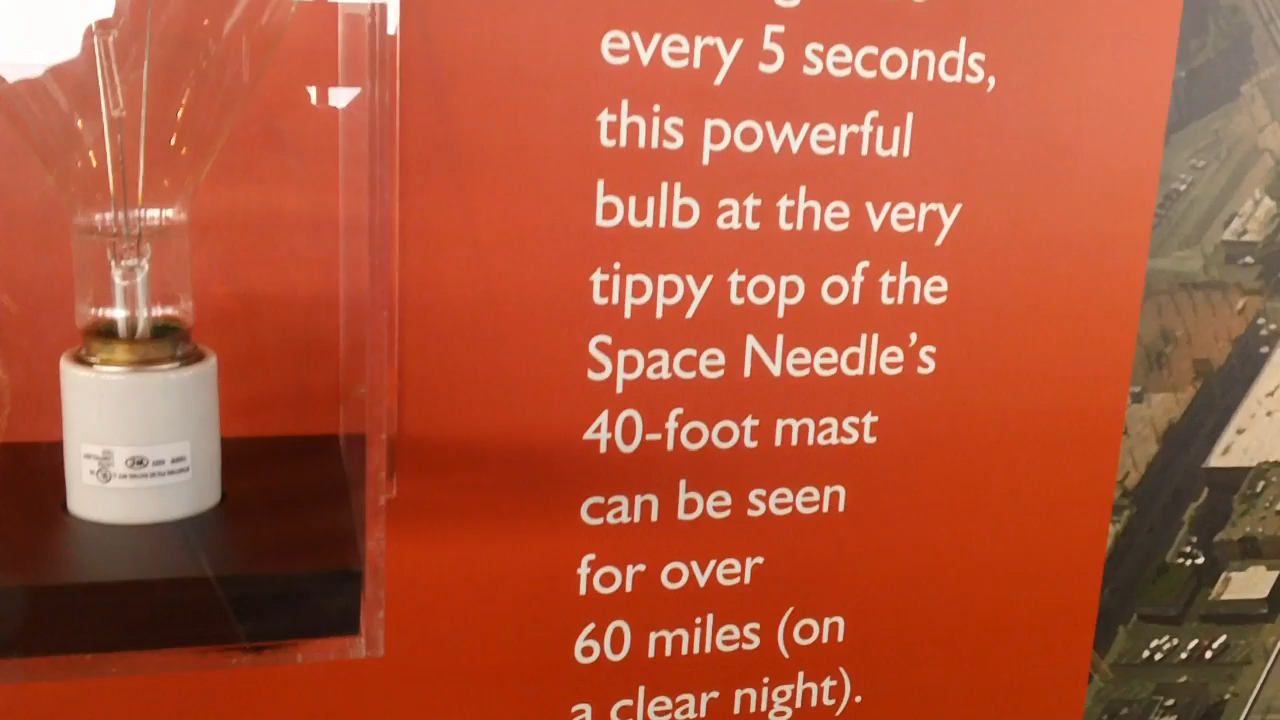 every 5 seconds,
this powerful
bulb at the very
tippy top of the
Space Needle's
40-foot mast
can be seen
for over
60 miles (on
a clear night).